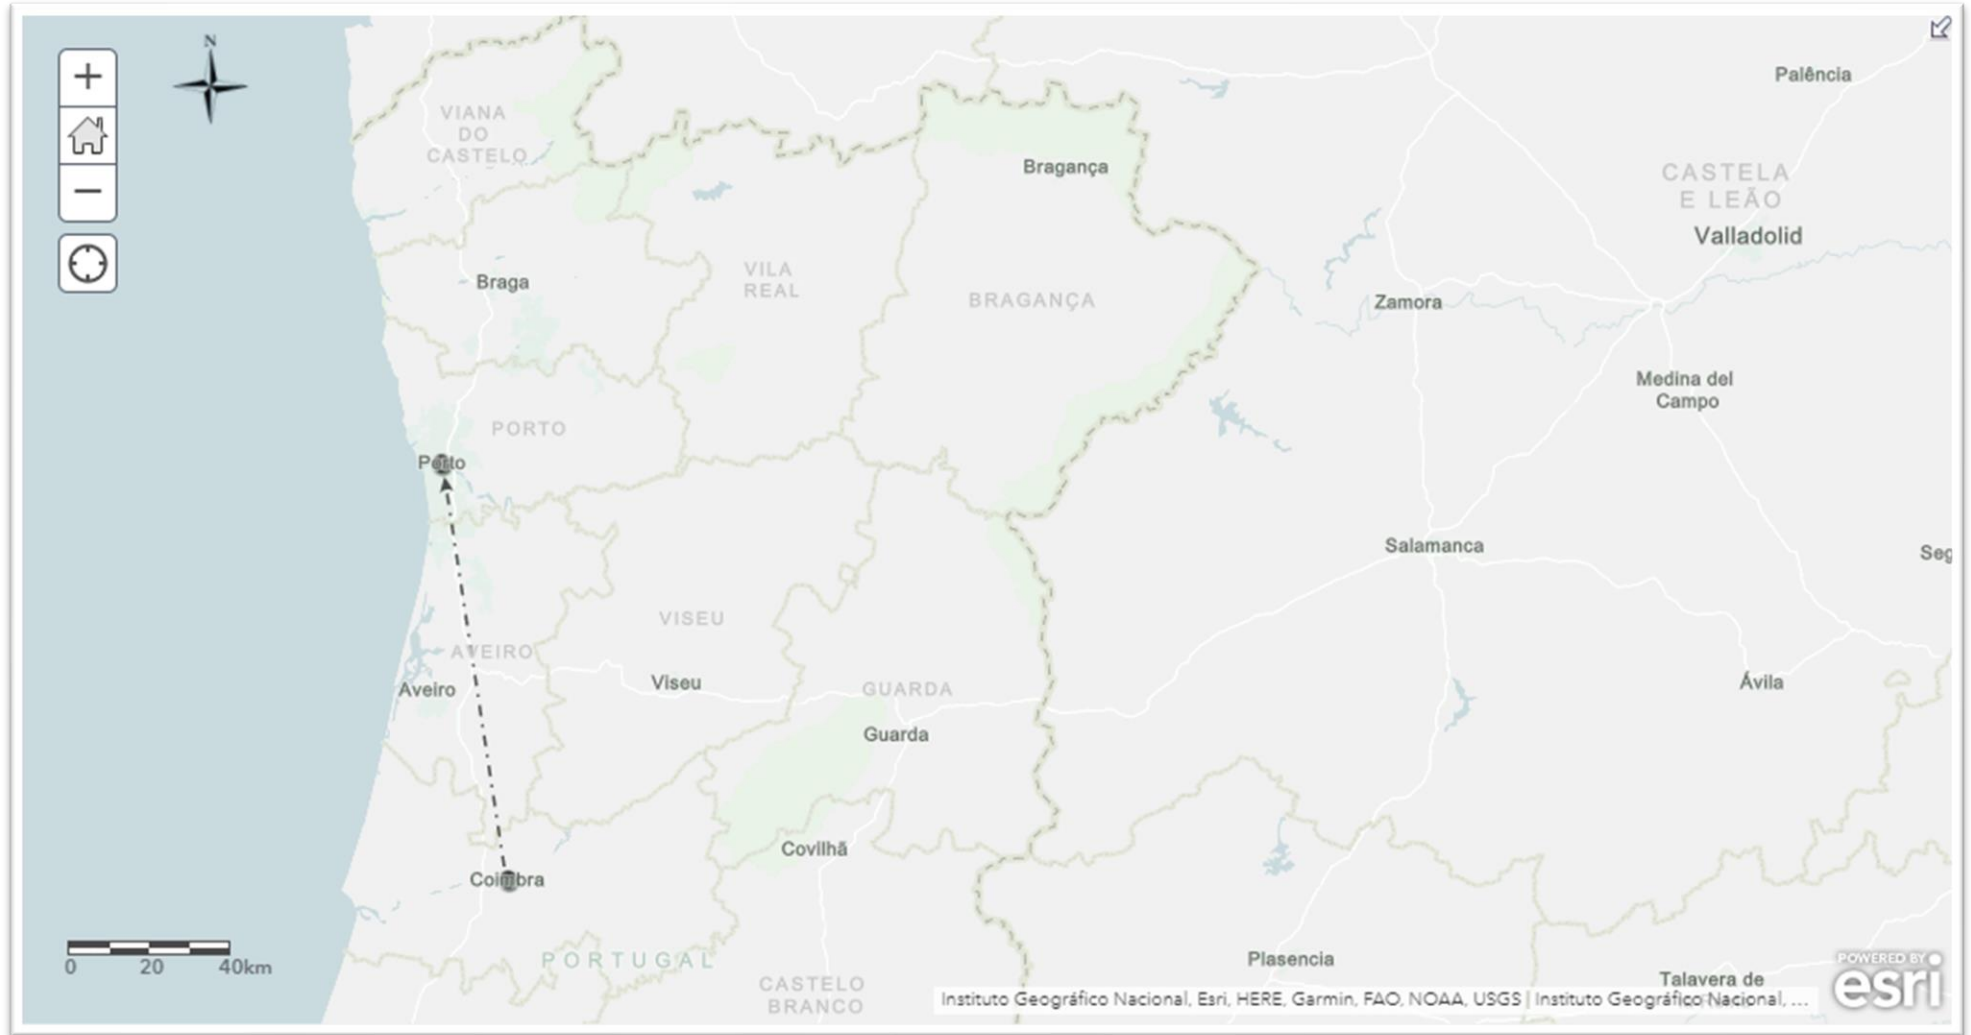 N
Palência
VIANA
DO
CASTELO
Bragança
CASTELA
E LEÃO
Valladolid
Braga
VILA
REAL
BRAGANÇA
Zamora
Medina del
Campo
PORTO
Porto
Salamanca
Seg
VISEU
AVEIRO
Aveiro
Viseu
GUARDA
Ávila
Guarda
Covilhã
Coimbra
PORTUGAL
Plasencia
POWERED BY
esri
0 20 40km
CASTELO
BRANCO
Talavera de
Instituto Geográfico Nacional, Esri, HERE, Garmin, FAO, NOAA, USGS | Instituto Geográfico Nacional, ...